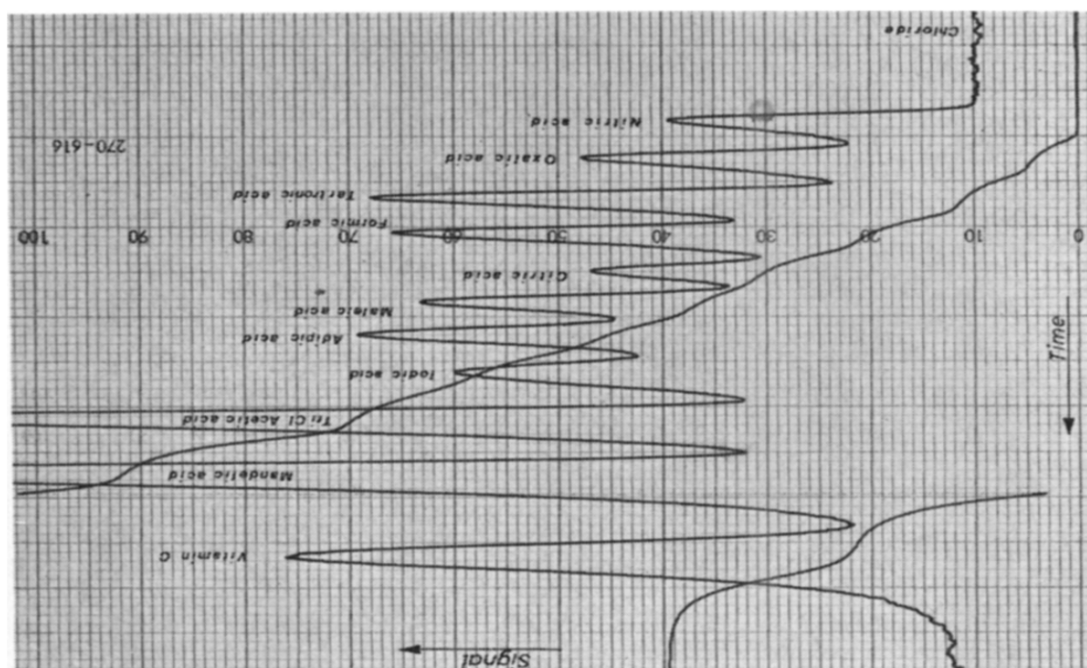 Signal
Vitamin C
Mandelic acid
Tri Cl Acetic acid
Iodic acid
Adipic acid
Maleic acid
Time
Citric acid
0 10 20 30 40 50 60 70 80 90 100
Formic acid
Tartronic acid
Oxalic acid
270-616
Nitric acid
Chloride